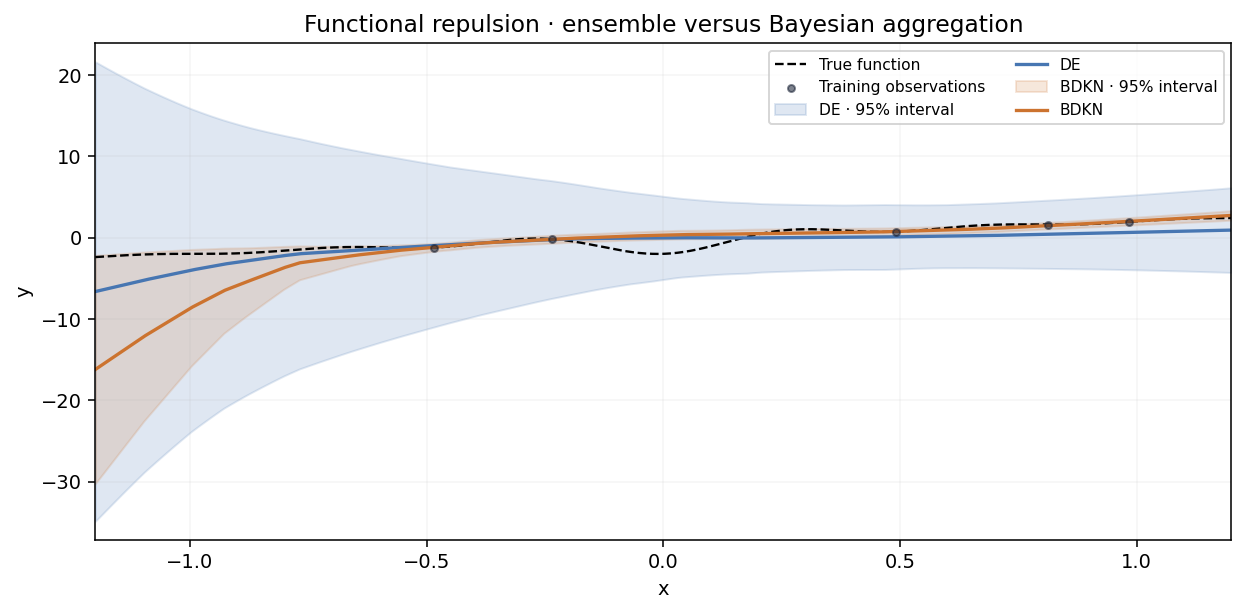 Functional repulsion · ensemble versus Bayesian aggregation
True function
Training observations
DE · 95% interval
DE
BDKN · 95% interval
BDKN
20
10
0
−10
−20
−30
y
−1.0
−0.5
0.0
0.5
1.0
x